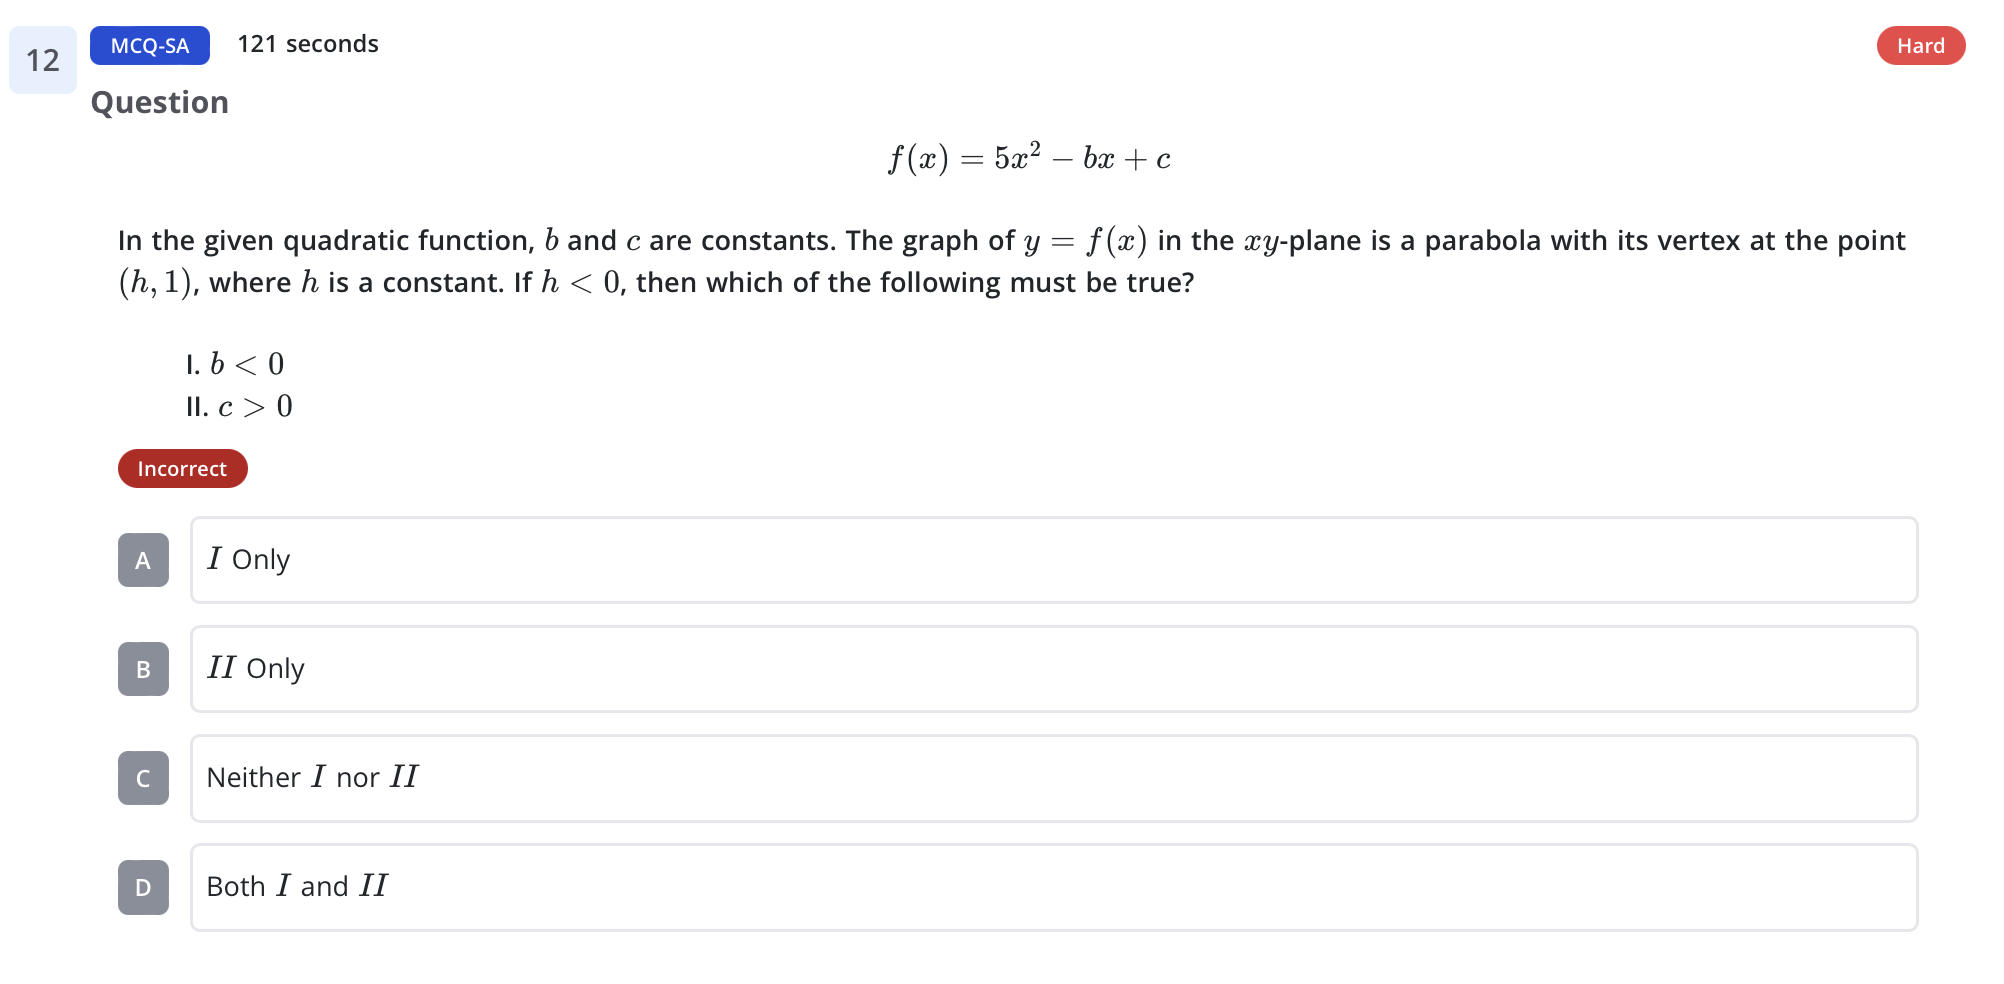 12 MCQ-SA 121 seconds Hard
Question
f(x) = 5x² − bx + c
In the given quadratic function, b and c are constants. The graph of y = f(x) in the xy-plane is a parabola with its vertex at the point
(h, 1), where h is a constant. If h < 0, then which of the following must be true?
I. b < 0
II. c > 0
Incorrect
A I Only
B II Only
C Neither I nor II
D Both I and II